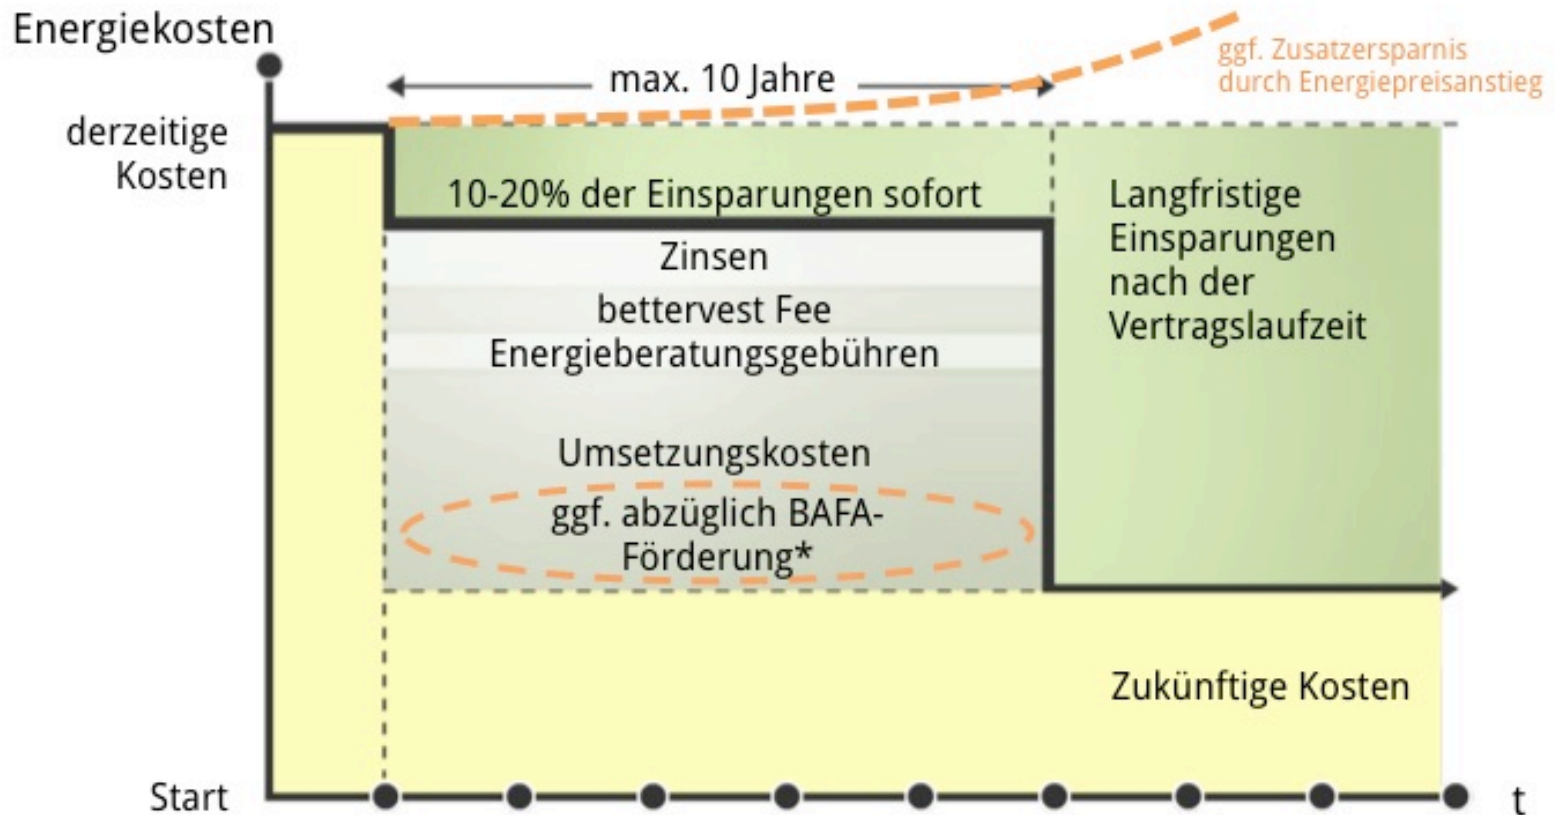 Energiekosten
ggf. Zusatzersparnis
durch Energiepreisanstieg
max. 10 Jahre
derzeitige
Kosten
10-20% der Einsparungen sofort
Langfristige
Einsparungen
nach der
Vertragslaufzeit
Zinsen
bettervest Fee
Energieberatungsgebühren
Umsetzungskosten
ggf. abzüglich BAFA-
Förderung*
Zukünftige Kosten
Start
t